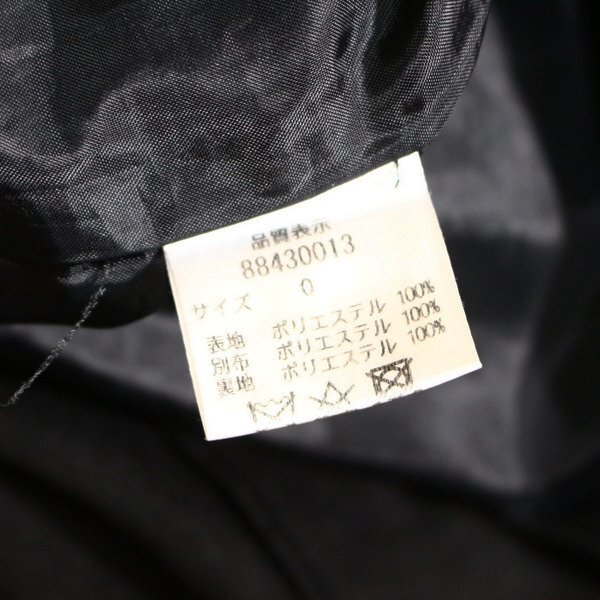 品質表示
88430013
サイズ 0
表地 ポリエステル 100%
別布 ポリエステル 100%
裏地 ポリエステル 100%